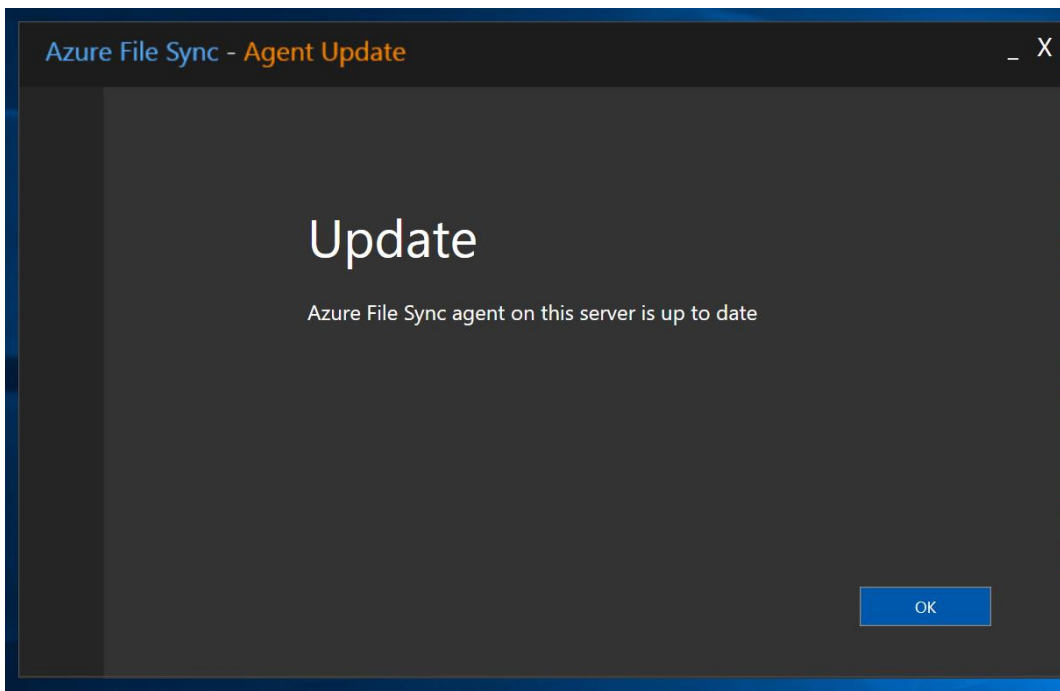 Azure File Sync - Agent Update
_ X
Update
Azure File Sync agent on this server is up to date
OK